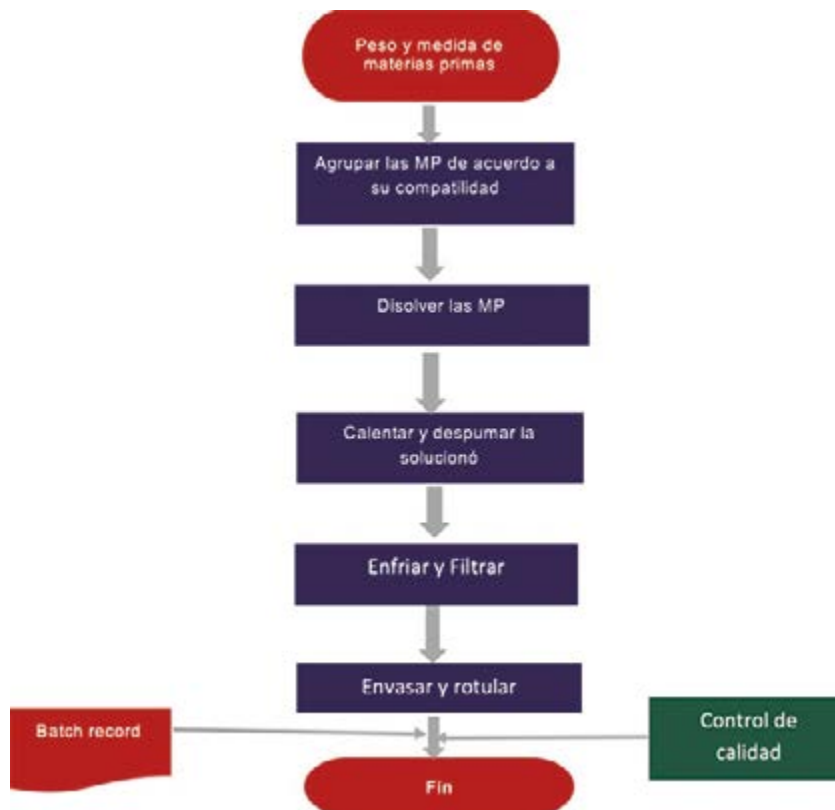 Peso y medida de
materias primas
Agrupar las MP de acuerdo a
su compatilidad
Disolver las MP
Calentar y despumar la
solucionó
Enfriar y Filtrar
Envasar y rotular
Batch record
Control de
calidad
Fin